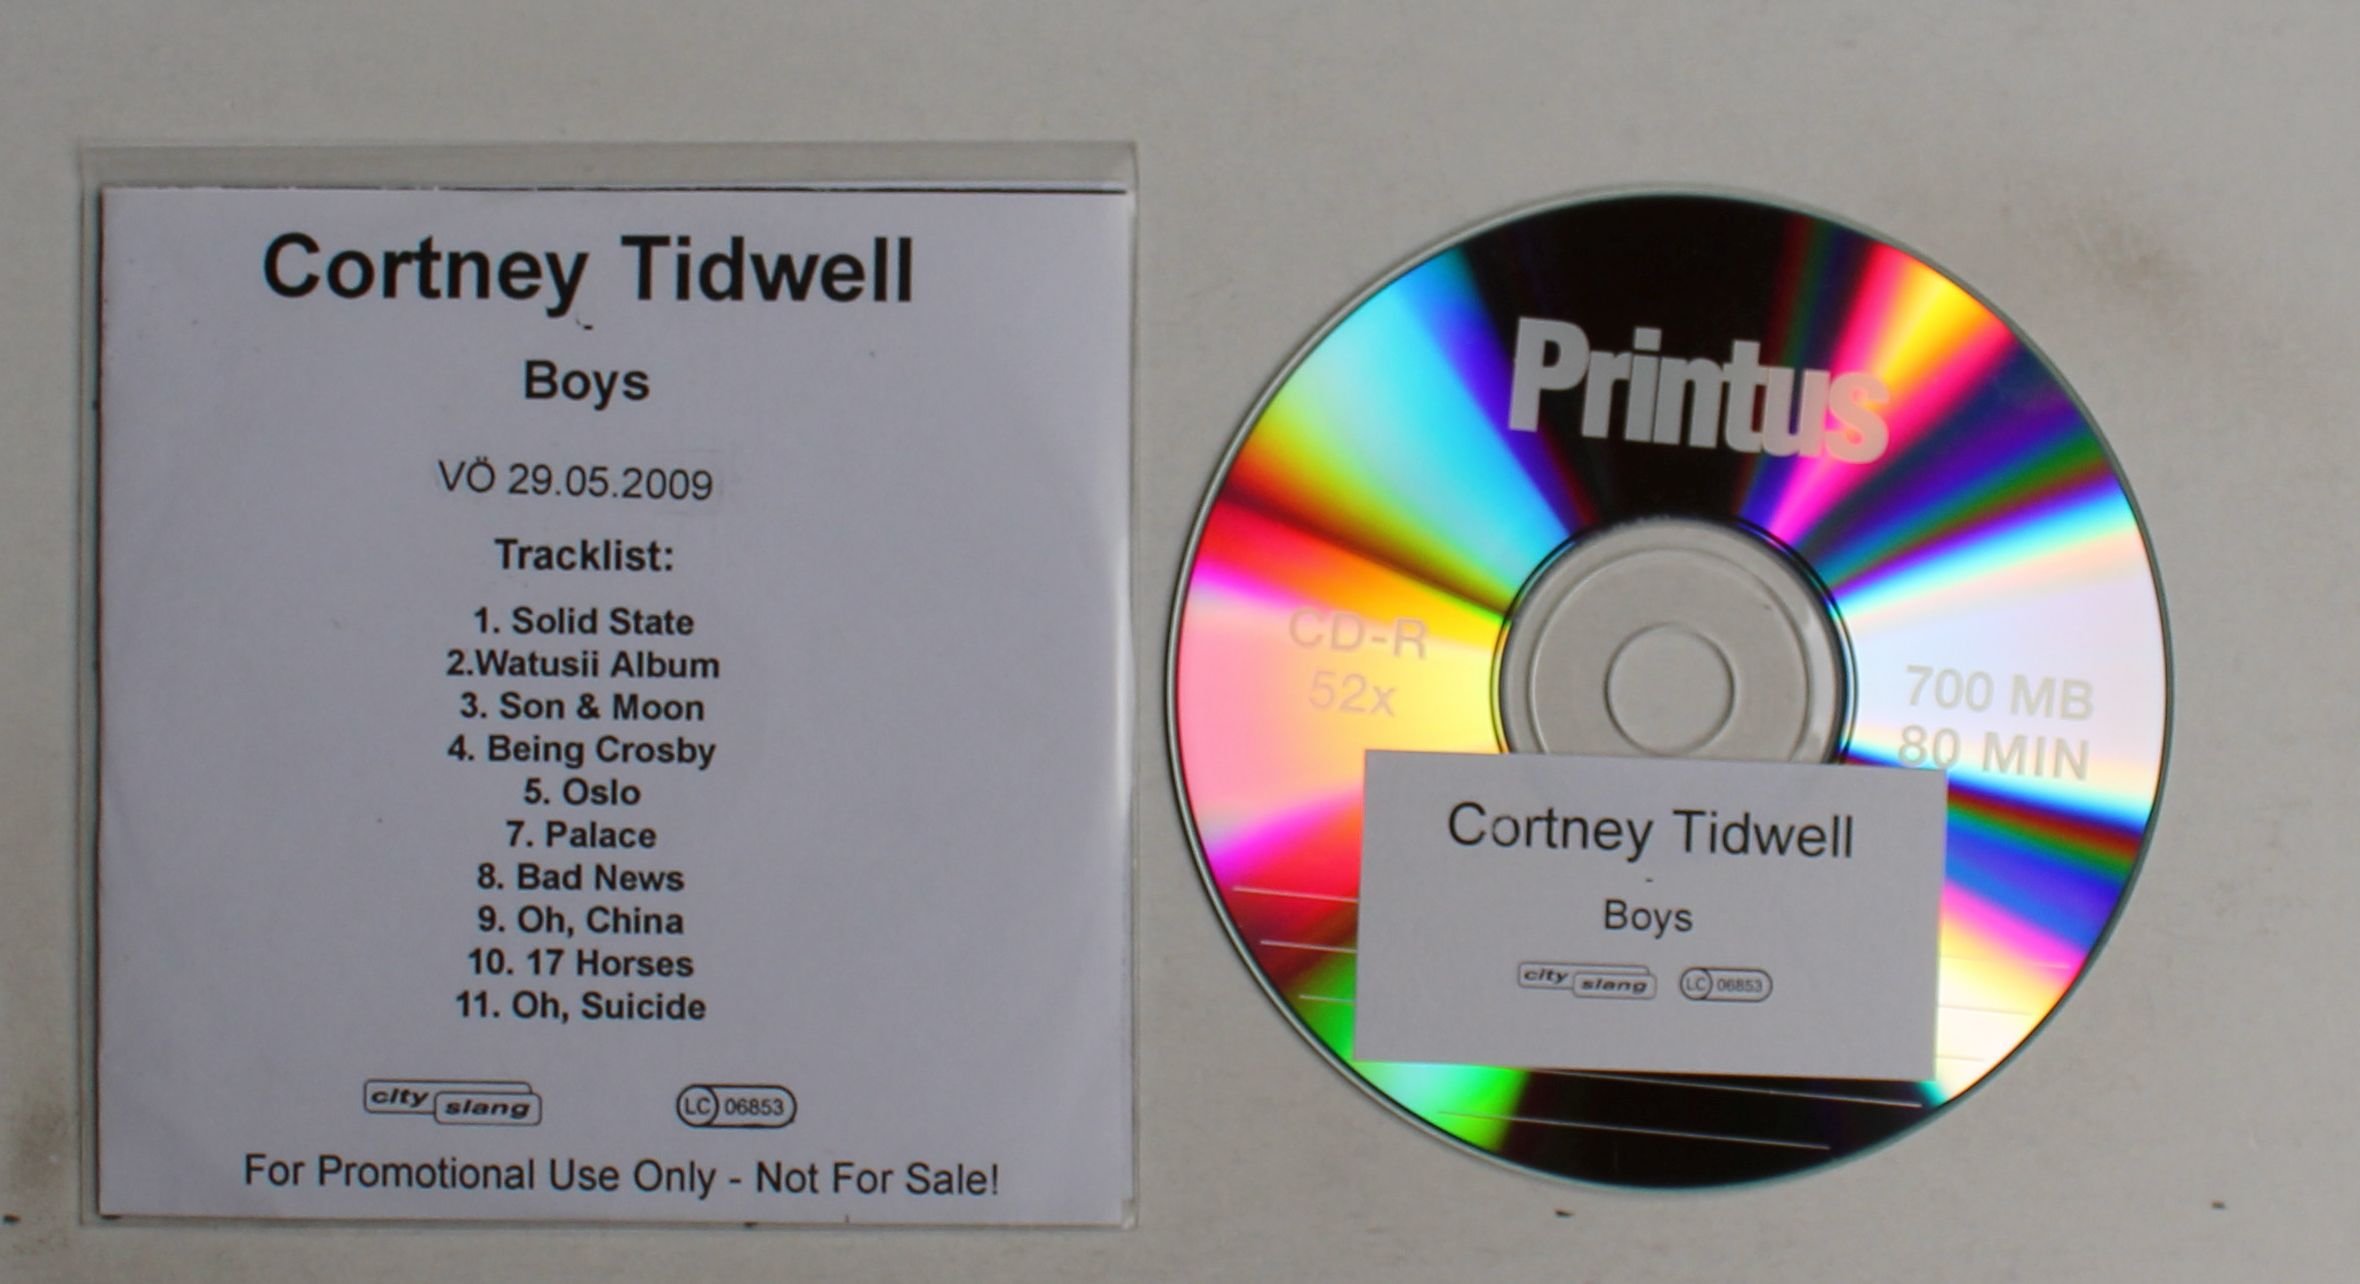 Cortney Tidwell
-
Boys
VÖ 29.05.2009
Tracklist:
1. Solid State
2.Watusii Album
3. Son & Moon
4. Being Crosby
5. Oslo
7. Palace
8. Bad News
9. Oh, China
10. 17 Horses
11. Oh, Suicide
city slang
LC 06853
For Promotional Use Only - Not For Sale!
Printus
CD-R
52x
700 MB
80 MIN
Cortney Tidwell
-
Boys
city slang
LC 06853